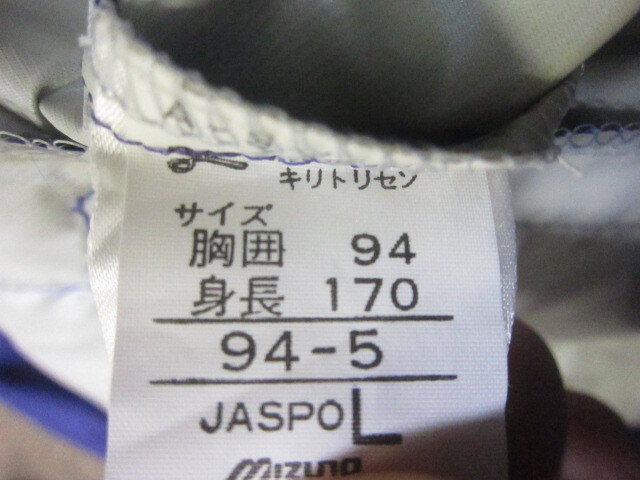 キリトリセン
サイズ
胸囲 94
身長 170
94-5
JASPO L
mizuno